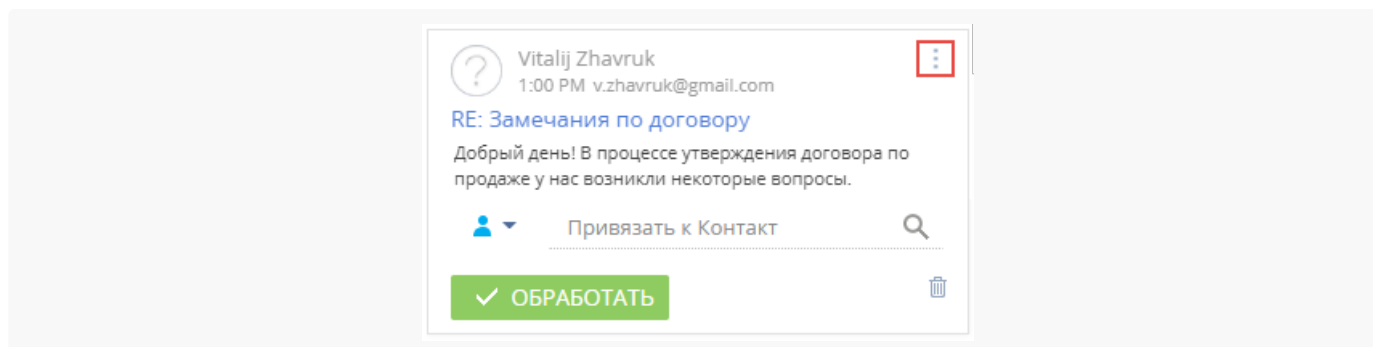 Vitalij Zhavruk
1:00 PM v.zhavruk@gmail.com
RE: Замечания по договору
Добрый день! В процессе утверждения договора по
продаже у нас возникли некоторые вопросы.
Привязать к Контакт
ОБРАБОТАТЬ